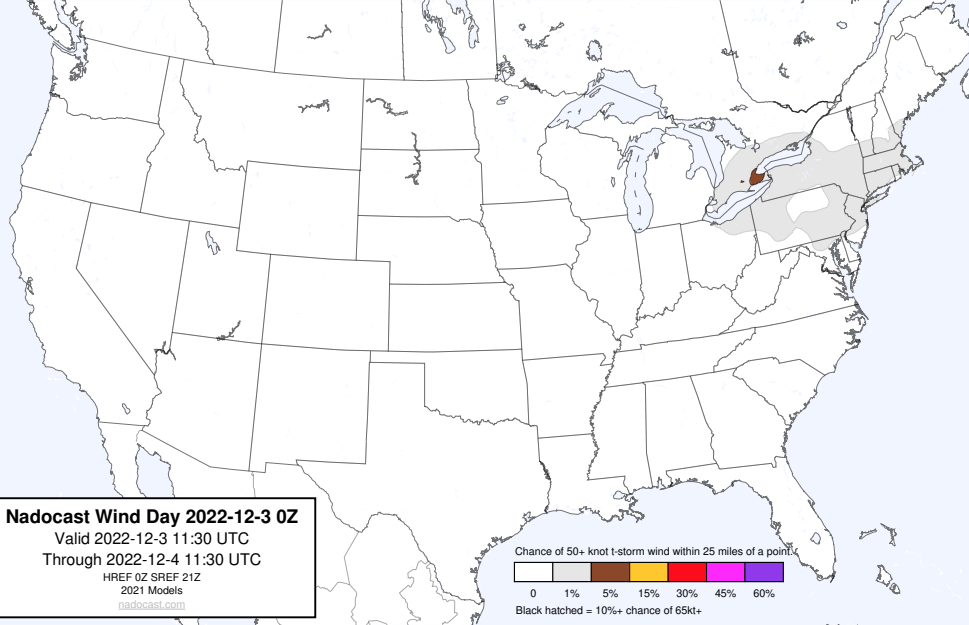 Nadocast Wind Day 2022-12-3 0Z
Valid 2022-12-3 11:30 UTC
Through 2022-12-4 11:30 UTC
HREF 0Z SREF 21Z
2021 Models
nadocast.com
Chance of 50+ knot t-storm wind within 25 miles of a point.
0 1% 5% 15% 30% 45% 60%
Black hatched = 10%+ chance of 65kt+